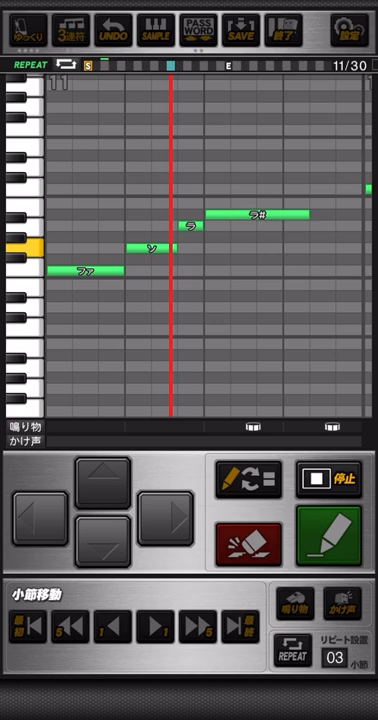 ゆっくり 3連符 UNDO SAMPLE PASS WORD SAVE 終了 設定
REPEAT S E 11/30
11
ラ#
ラ
ソ
ファ
鳴り物
かけ声
停止
小節移動
鳴り物 かけ声
最初 5 1 1 5 最終
リピート設置
REPEAT 03 小節